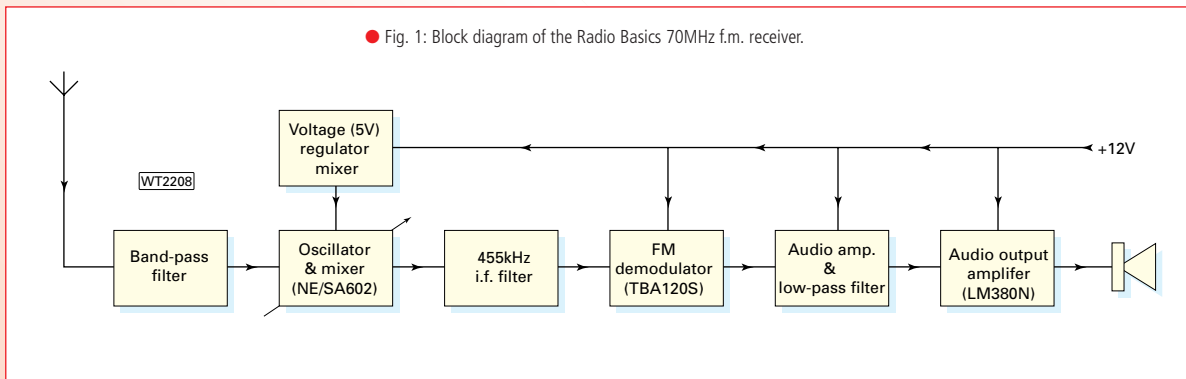 Fig. 1: Block diagram of the Radio Basics 70MHz f.m. receiver.
Voltage (5V)
regulator
mixer
+12V
WT2208
Band-pass
filter
Oscillator
& mixer
(NE/SA602)
455kHz
i.f. filter
FM
demodulator
(TBA120S)
Audio amp.
&
low-pass filter
Audio output
amplifer
(LM380N)